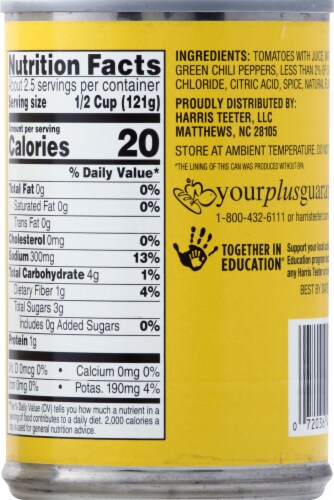 Nutrition Facts
About 2.5 servings per container
Serving size 1/2 Cup (121g)
Amount per serving
Calories 20
% Daily Value*
Total Fat 0g 0%
Saturated Fat 0g 0%
Trans Fat 0g
Cholesterol 0mg 0%
Sodium 300mg 13%
Total Carbohydrate 4g 1%
Dietary Fiber 1g 4%
Total Sugars 3g
Includes 0g Added Sugars 0%
Protein 1g
Vit. D 0mcg 0% • Calcium 0mg 0%
Iron 0mg 0% • Potas. 190mg 4%
*The % Daily Value (DV) tells you how much a nutrient in a
serving of food contributes to a daily diet. 2,000 calories a
day is used for general nutrition advice.
INGREDIENTS: TOMATOES WITH JUICE,
GREEN CHILI PEPPERS, LESS THAN 2% OF
CHLORIDE, CITRIC ACID, SPICE, NATURAL
PROUDLY DISTRIBUTED BY:
HARRIS TEETER, LLC
MATTHEWS, NC 28105
STORE AT AMBIENT TEMPERATURE. DO
*THE LINING OF THIS CAN WAS PRODUCED WITHOUT BPA.
yourplusguara
1-800-432-6111 or harristeeter.
TOGETHER IN
EDUCATION®
Support your local
Education program
any Harris Teeter
BEST BY
0 72036